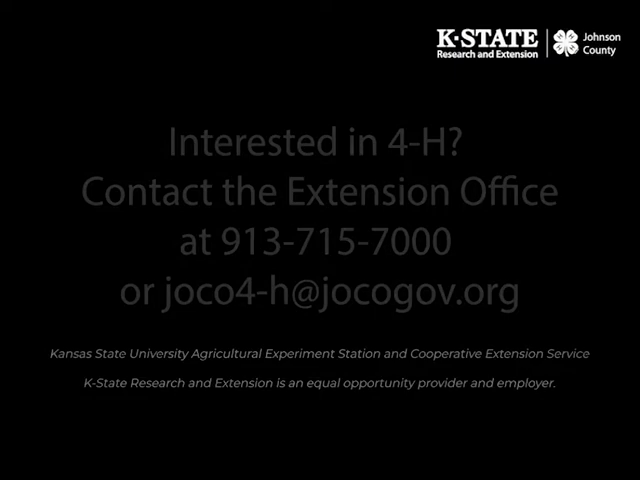 K-STATE
Research and Extension
Johnson
County
Interested in 4-H?
Contact the Extension Office
at 913-715-7000
or joco4-h@jocogov.org
Kansas State University Agricultural Experiment Station and Cooperative Extension Service
K-State Research and Extension is an equal opportunity provider and employer.